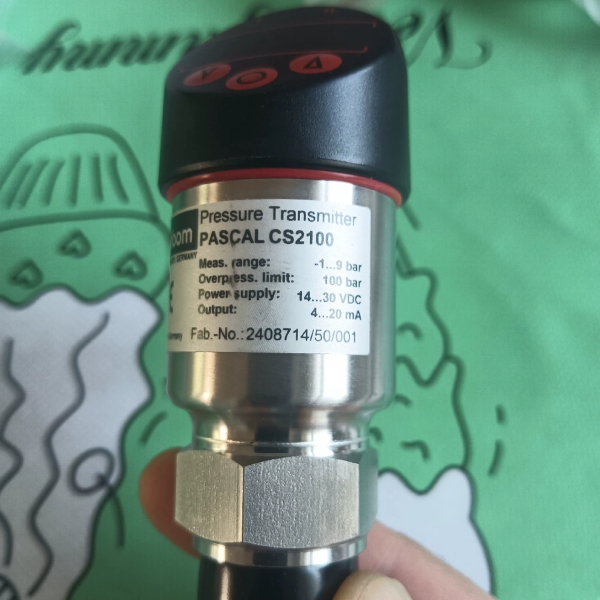 Pressure Transmitter
PASCAL CS2100
Meas. range: -1...9 bar
Overpress. limit: 100 bar
Power supply: 14...30 VDC
Output: 4...20 mA
Fab.-No.:2408714/50/001